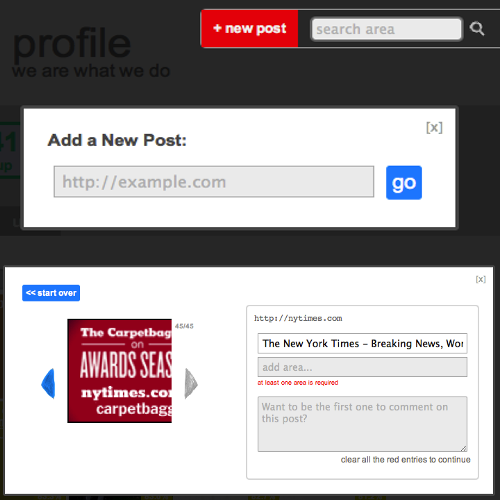 + new post
search area
profile
we are what we do
[x]
Add a New Post:
http://example.com
go
[x]
<< start over
45/45
The Carpetbag
ON
AWARDS SEAS
nytimes.co
carpetbagg
http://nytimes.com
The New York Times - Breaking News, Wor
add area...
at least one area is required
Want to be the first one to comment on
this post?
clear all the red entries to continue